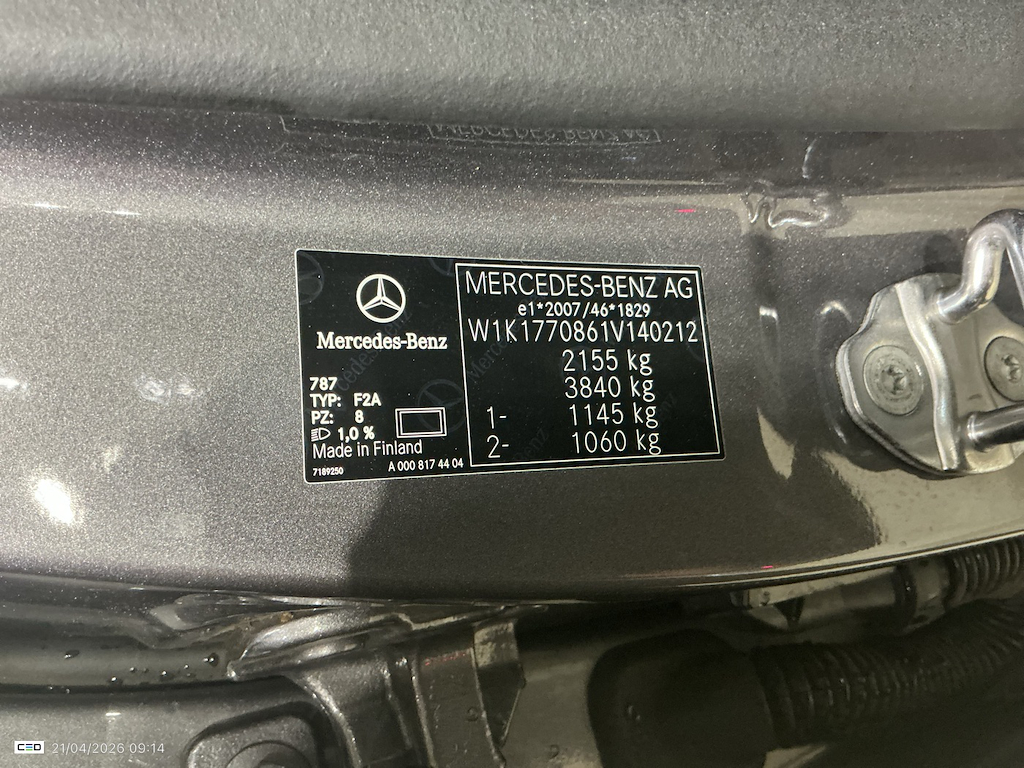 Mercedes-Benz
787
TYP: F2A
PZ: 8
1,0 %
Made in Finland
7189250
A 000 817 44 04
MERCEDES-BENZ AG
e1*2007/46*1829
W1K1770861V140212
2155 kg
3840 kg
1- 1145 kg
2- 1060 kg
CEO 21/04/2026 09:14